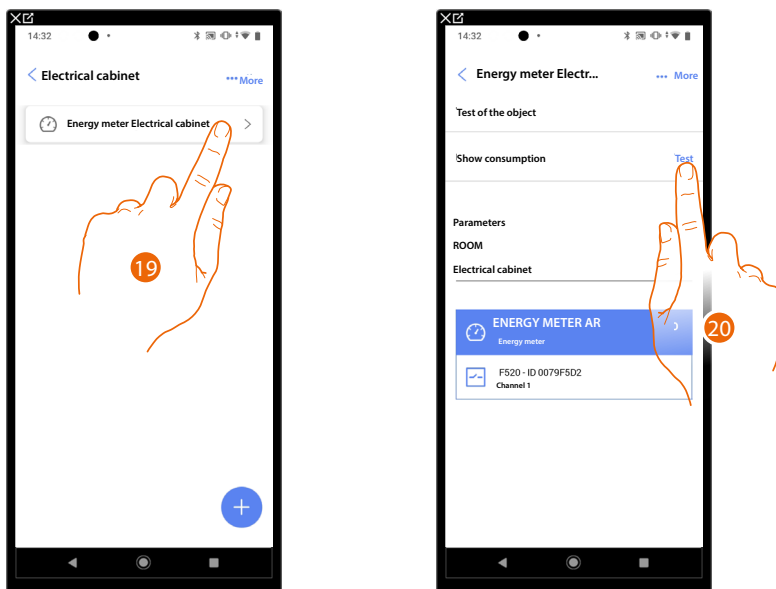 14:32
Electrical cabinet
••• More
Energy meter Electrical cabinet
19
14:32
Energy meter Electr...
••• More
Test of the object
Show consumption
Test
Parameters
ROOM
Electrical cabinet
ENERGY METER AR
Energy meter
20
F520 - ID 0079F5D2
Channel 1